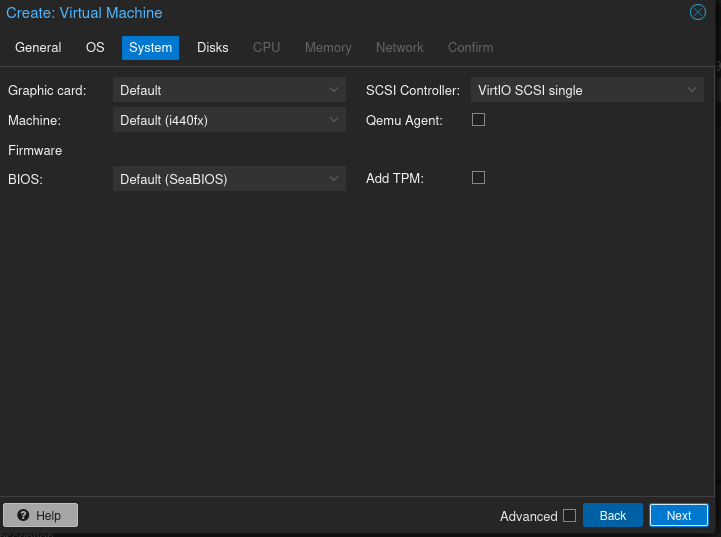 Create: Virtual Machine
General OS System Disks CPU Memory Network Confirm
Graphic card: Default SCSI Controller: VirtIO SCSI single
Machine: Default (i440fx) Qemu Agent:
Firmware
BIOS: Default (SeaBIOS) Add TPM:
Help Advanced Back Next